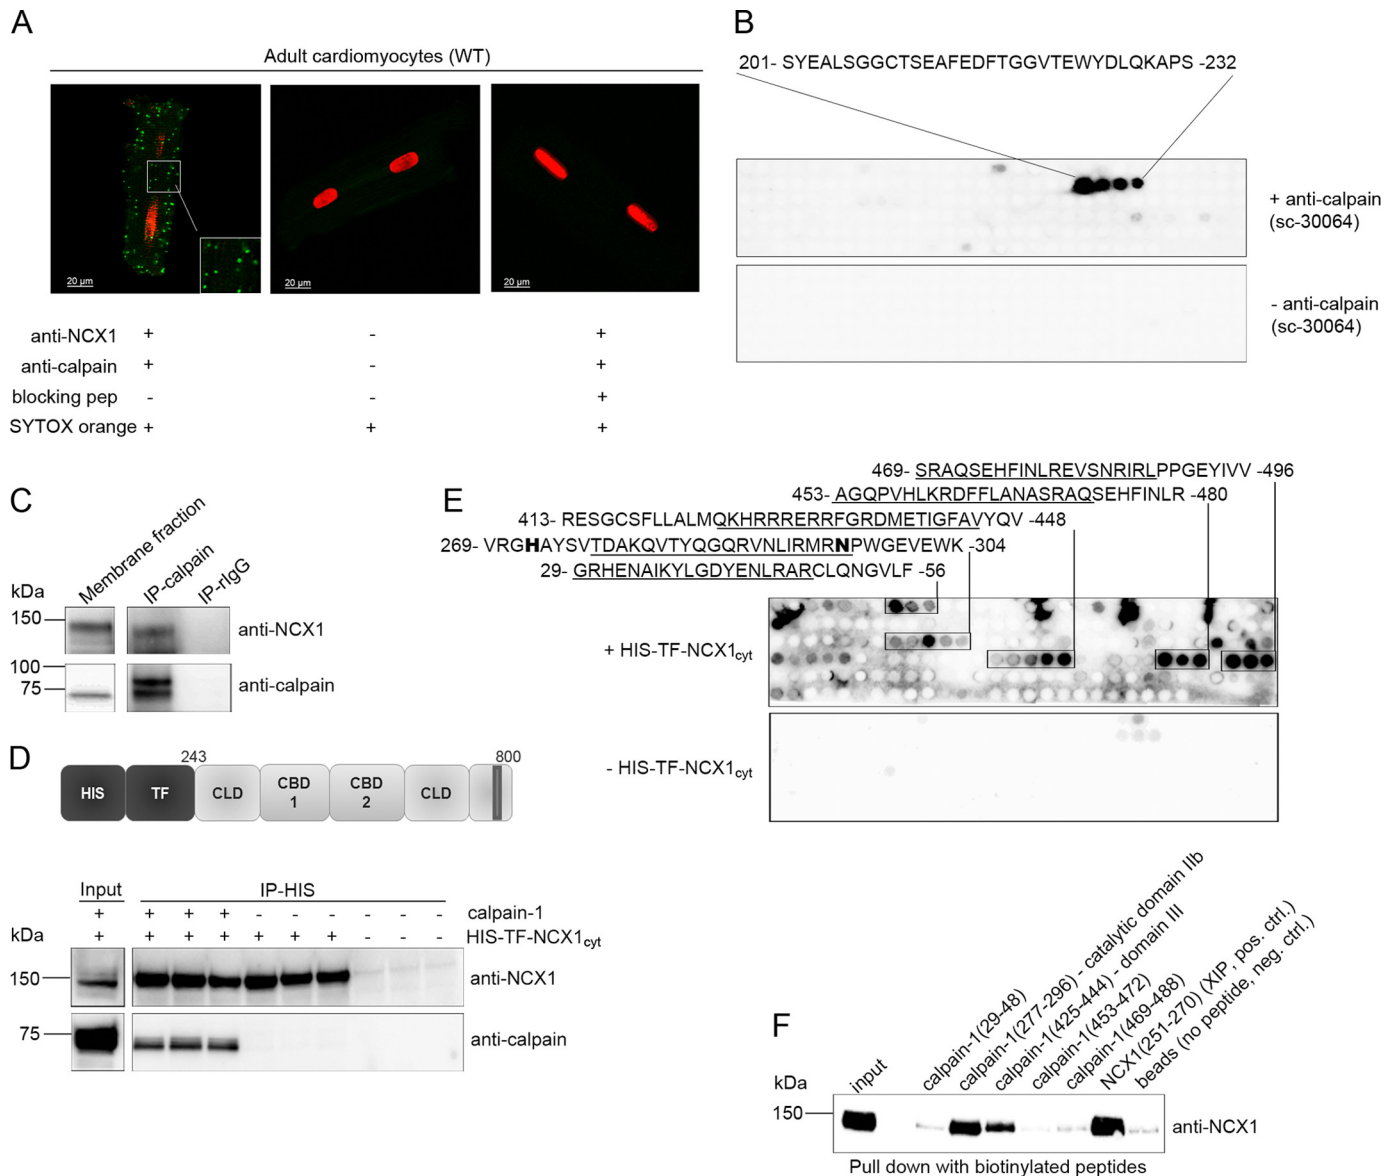 A
Adult cardiomyocytes (WT)
20 µm
20 µm
20 µm
anti-NCX1 + - +
anti-calpain + - +
blocking pep - - +
SYTOX orange + + +
B
201- SYEALSGGCTSEAFEDFTGGVTEWYDLQKAPS -232
+ anti-calpain
(sc-30064)
- anti-calpain
(sc-30064)
C
Membrane fraction
IP-calpain
IP-rIgG
kDa
150
anti-NCX1
100
75
anti-calpain
D
243 800
HIS TF CLD CBD 1 CBD 2 CLD
Input IP-HIS
+ + + + - - - - - - calpain-1
kDa + + + + + + + - - - HIS-TF-NCX1cyt
150 anti-NCX1
75 anti-calpain
E
469- SRAQSEHFINLREVSNRIRLPPGEYIVV -496
453- AGQPVHLKRDFFLANASRAQSEHFINLR -480
413- RESGCSFLLALMQKHRRRERRFGRDMETIGFAVYQV -448
269- VRGHAYSVTDAKQVTYQGQRVNLIRMRNPWGEVEWK -304
29- GRHENAIKYLGDYENLRARCLQNGVLF -56
+ HIS-TF-NCX1cyt
- HIS-TF-NCX1cyt
F
input
calpain-1(29-48)
calpain-1(277-296) - catalytic domain IIb
calpain-1(425-444) - domain III
calpain-1(453-472)
calpain-1(469-488)
NCX1(251-270) (XIP, pos. ctrl.)
beads (no peptide, neg. ctrl.)
kDa
150
anti-NCX1
Pull down with biotinylated peptides